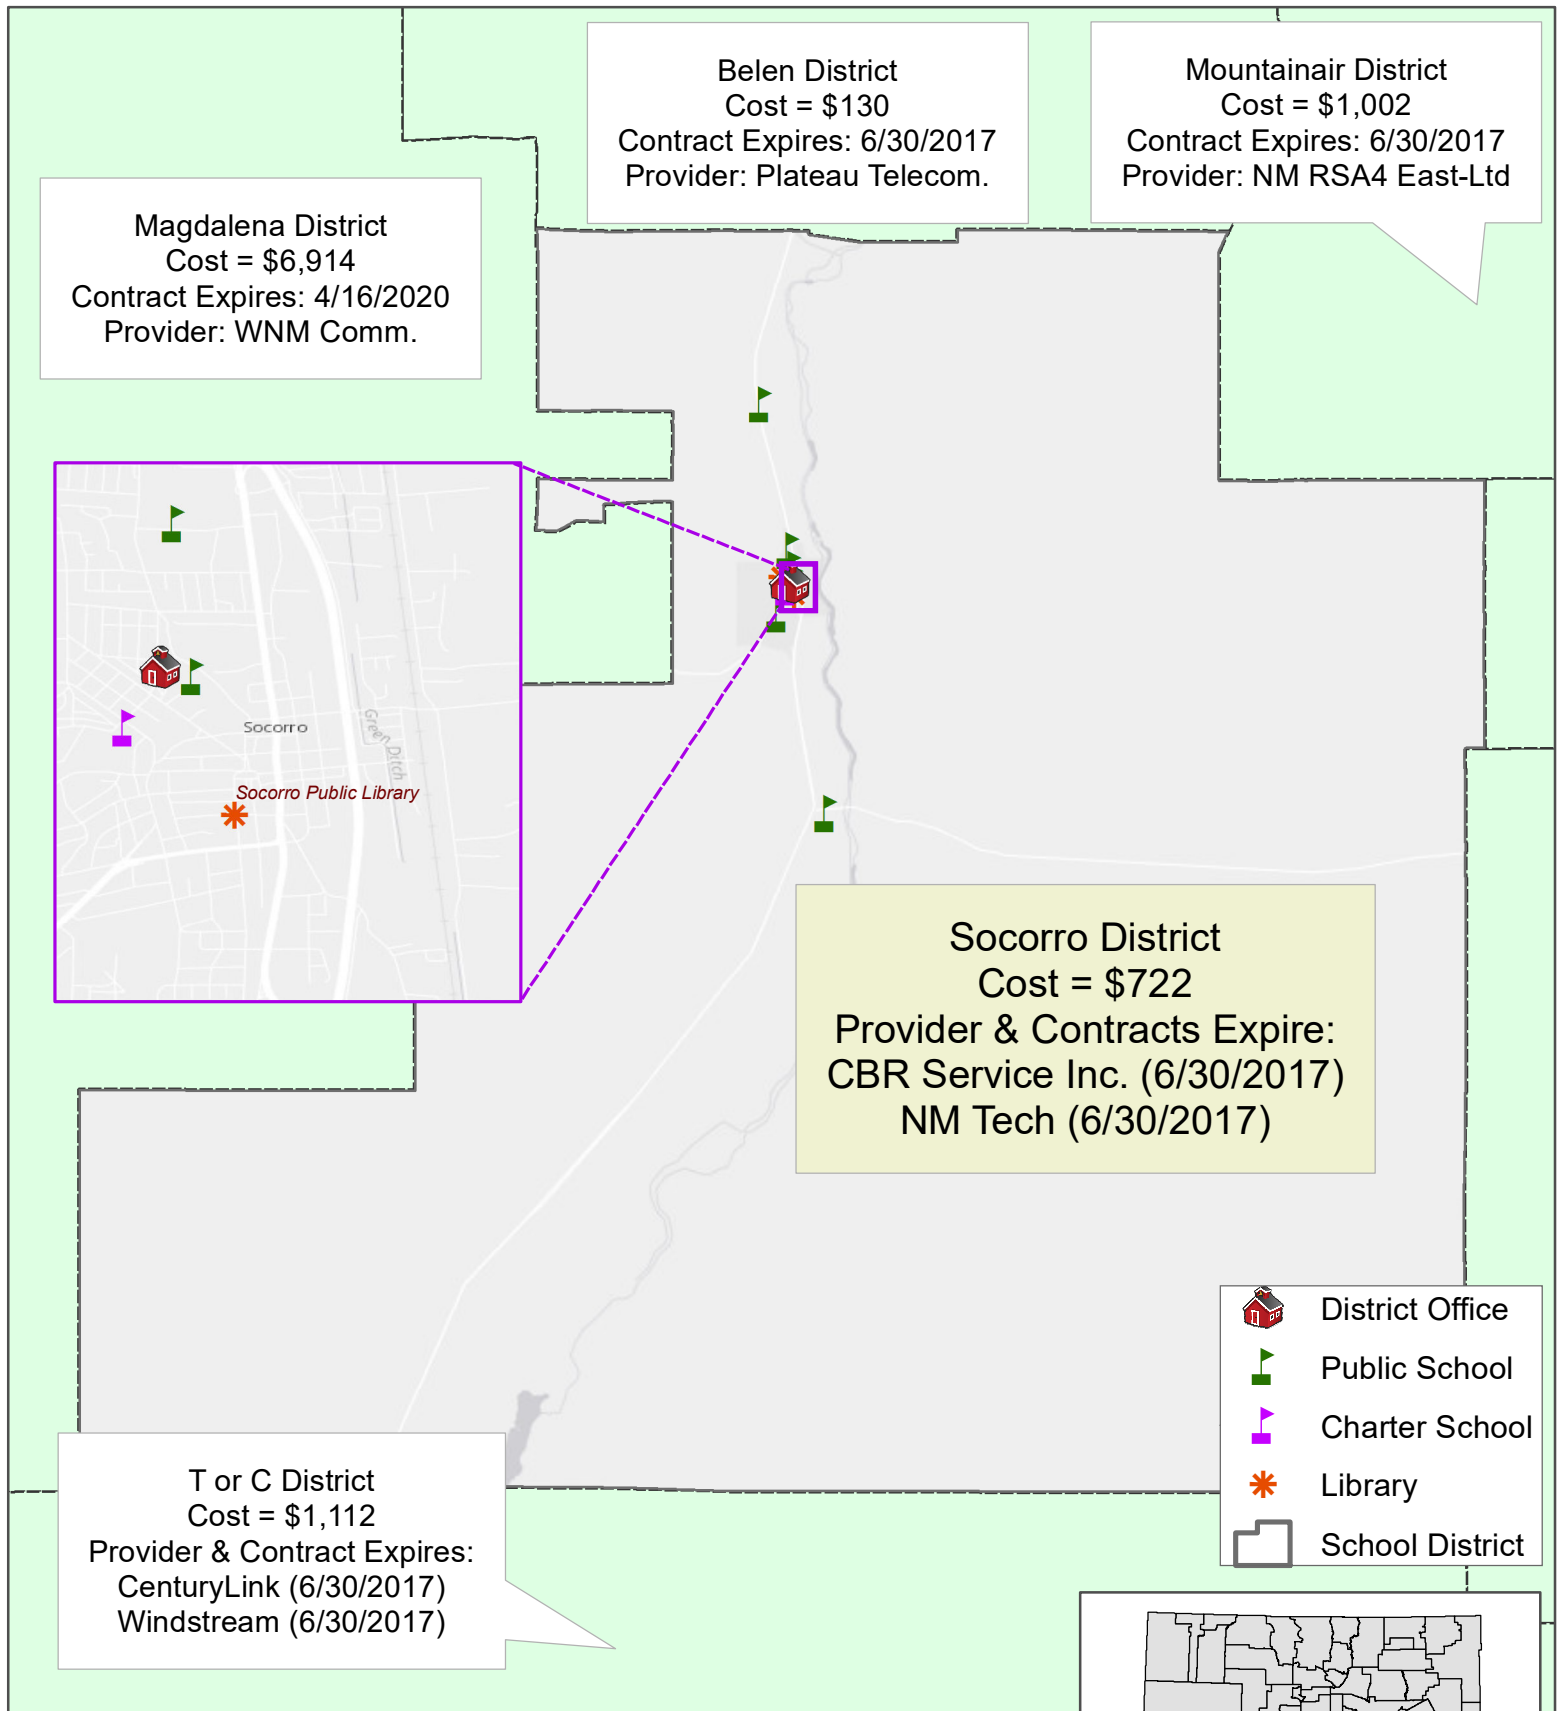 Belen District
Cost = $130
Contract Expires: 6/30/2017
Provider: Plateau Telecom.
Mountainair District
Cost = $1,002
Contract Expires: 6/30/2017
Provider: NM RSA4 East-Ltd
Magdalena District
Cost = $6,914
Contract Expires: 4/16/2020
Provider: WNM Comm.
Socorro
Green Ditch
Socorro Public Library
Socorro District
Cost = $722
Provider & Contracts Expire:
CBR Service Inc. (6/30/2017)
NM Tech (6/30/2017)
District Office
Public School
Charter School
Library
School District
T or C District
Cost = $1,112
Provider & Contract Expires:
CenturyLink (6/30/2017)
Windstream (6/30/2017)